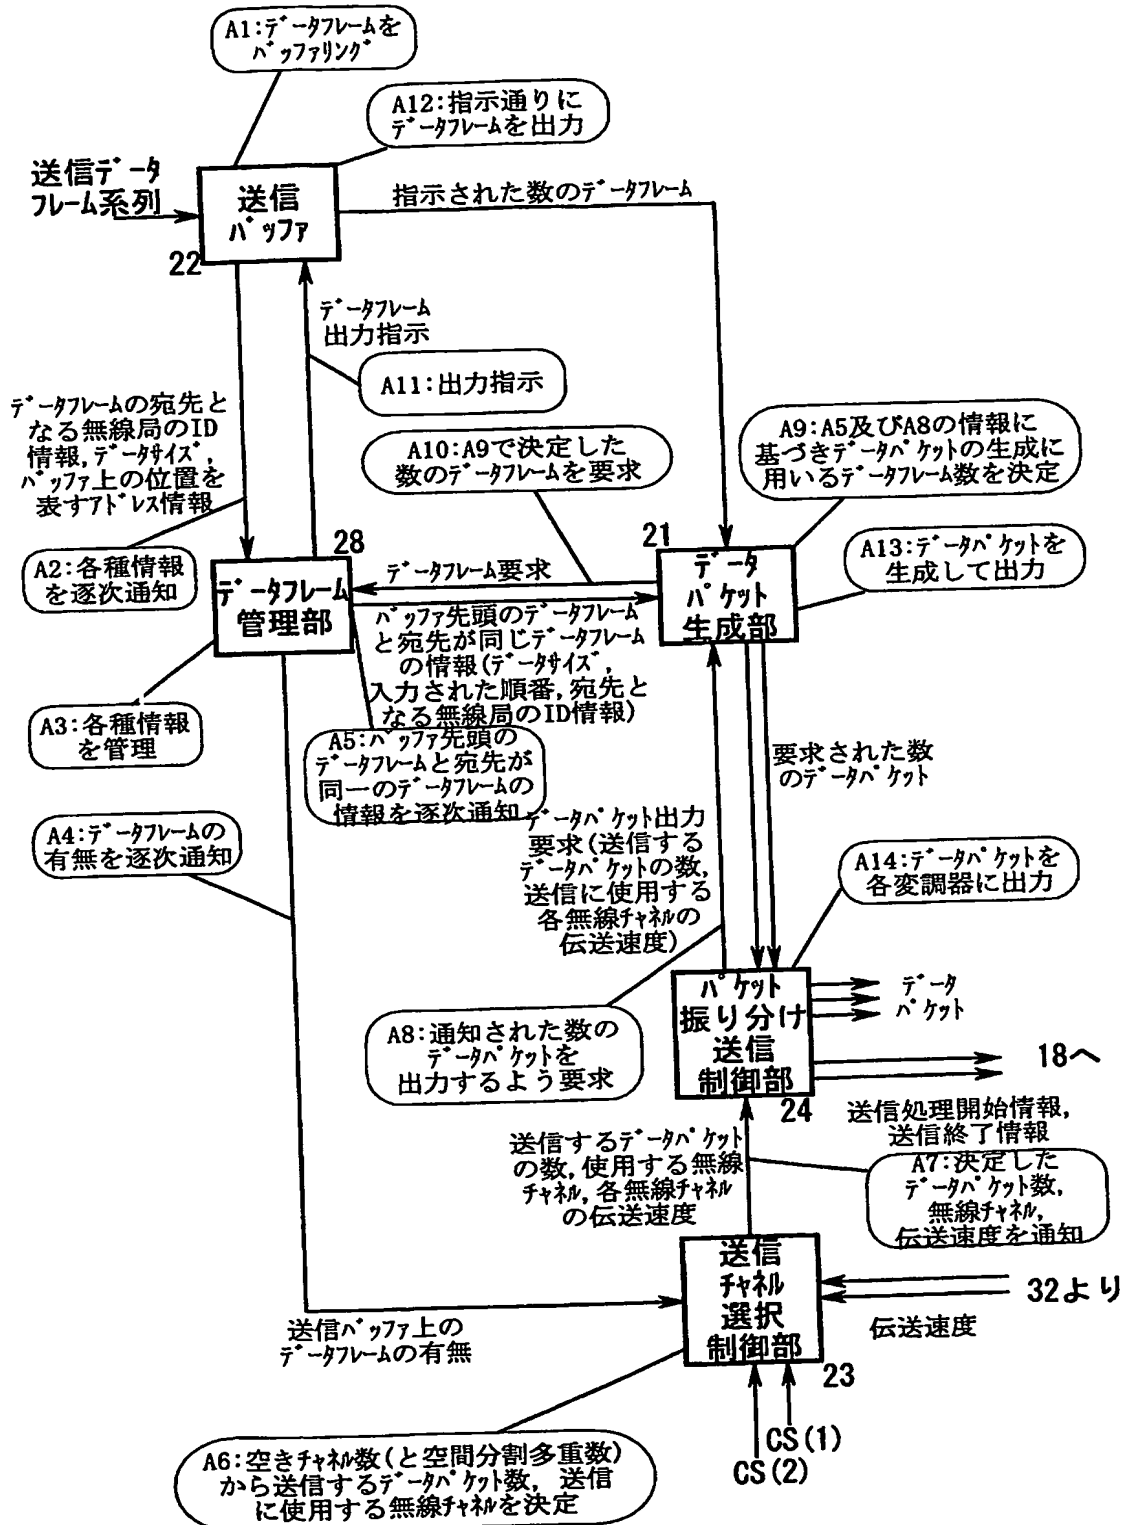 A1:データフレームを
バッファリング
A12:指示通りに
データフレームを出力
送信データ
フレーム系列
送信
バッファ
22
指示された数のデータフレーム
データフレーム
出力指示
A11:出力指示
データフレームの宛先と
なる無線局のID
情報,データサイズ,
バッファ上の位置を
表すアドレス情報
A10:A9で決定した
数のデータフレームを要求
A9:A5及びA8の情報に
基づきデータパケットの生成に
用いるデータフレーム数を決定
A2:各種情報
を逐次通知
28
データフレーム
管理部
データフレーム要求
21
データ
パケット
生成部
A13:データパケットを
生成して出力
バッファ先頭のデータフレーム
と宛先が同じデータフレーム
の情報(データサイズ,
入力された順番,宛先と
なる無線局のID情報)
A3:各種情報
を管理
A5:バッファ先頭の
データフレームと宛先が
同一のデータフレームの
情報を逐次通知
要求された数
のデータパケット
A4:データフレームの
有無を逐次通知
データパケット出力
要求(送信する
データパケットの数,
送信に使用する
各無線チャネルの
伝送速度)
A14:データパケットを
各変調器に出力
パケット
振り分け
送信
制御部
24
データ
パケット
18へ
A8:通知された数の
データパケットを
出力するよう要求
送信処理開始情報,
送信終了情報
送信するデータパケット
の数,使用する無線
チャネル,各無線チャネル
の伝送速度
A7:決定した
データパケット数,
無線チャネル,
伝送速度を通知
送信
チャネル
選択
制御部
23
32より
伝送速度
送信バッファ上の
データフレームの有無
CS(1)
CS(2)
A6:空きチャネル数(と空間分割多重数)
から送信するデータパケット数, 送信
に使用する無線チャネルを決定